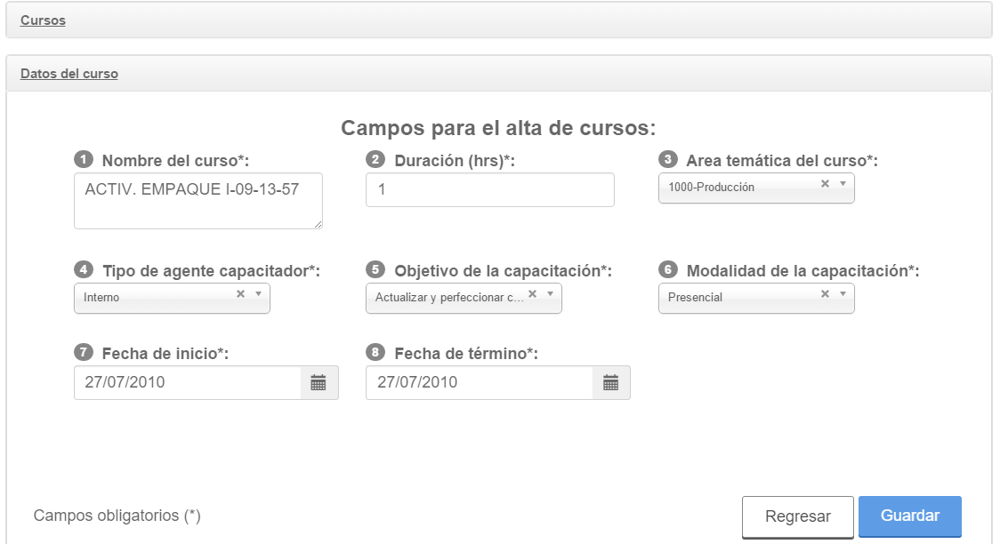 Cursos
Datos del curso
Campos para el alta de cursos:
1 Nombre del curso*:
ACTIV. EMPAQUE I-09-13-57
2 Duración (hrs)*:
1
3 Area temática del curso*:
1000-Producción
4 Tipo de agente capacitador*:
Interno
5 Objetivo de la capacitación*:
Actualizar y perfeccionar c...
6 Modalidad de la capacitación*:
Presencial
7 Fecha de inicio*:
27/07/2010
8 Fecha de término*:
27/07/2010
Campos obligatorios (*)
Regresar
Guardar